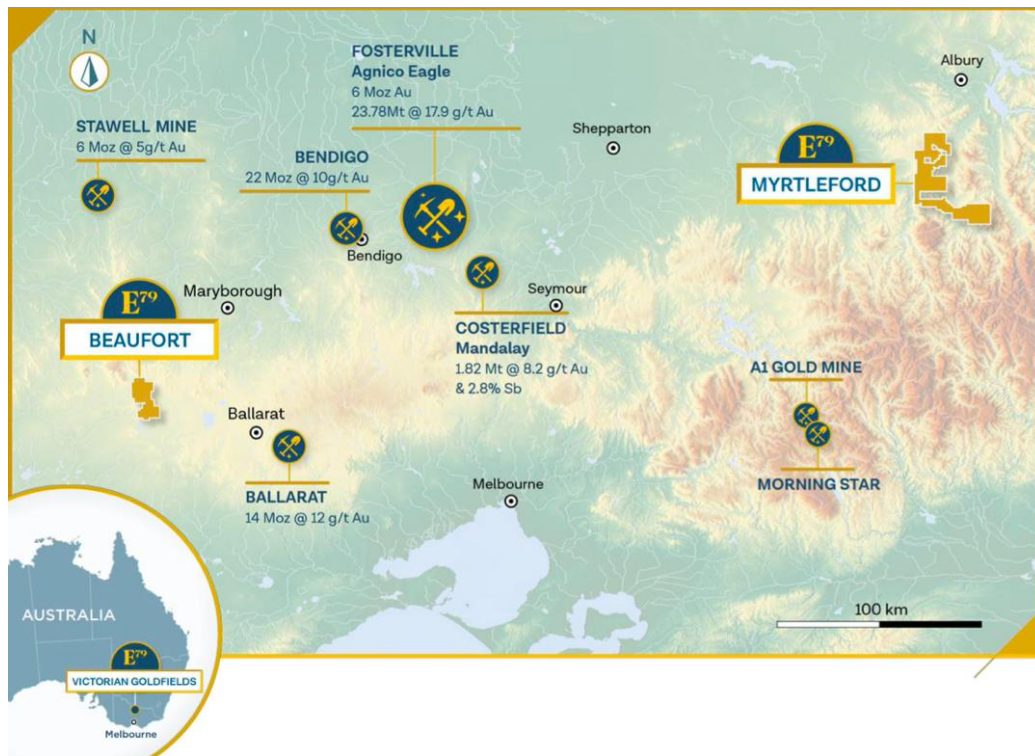 N
FOSTERVILLE
Agnico Eagle
6 Moz Au
23.78Mt @ 17.9 g/t Au
Albury
STAWELL MINE
6 Moz @ 5g/t Au
Shepparton
BENDIGO
22 Moz @ 10g/t Au
E79
MYRTLEFORD
Bendigo
E79
BEAUFORT
Maryborough
Seymour
COSTERFIELD
Mandalay
1.82 Mt @ 8.2 g/t Au
& 2.8% Sb
A1 GOLD MINE
MORNING STAR
Ballarat
BALLARAT
14 Moz @ 12 g/t Au
Melbourne
100 km
AUSTRALIA
E79
VICTORIAN GOLDFIELDS
Melbourne